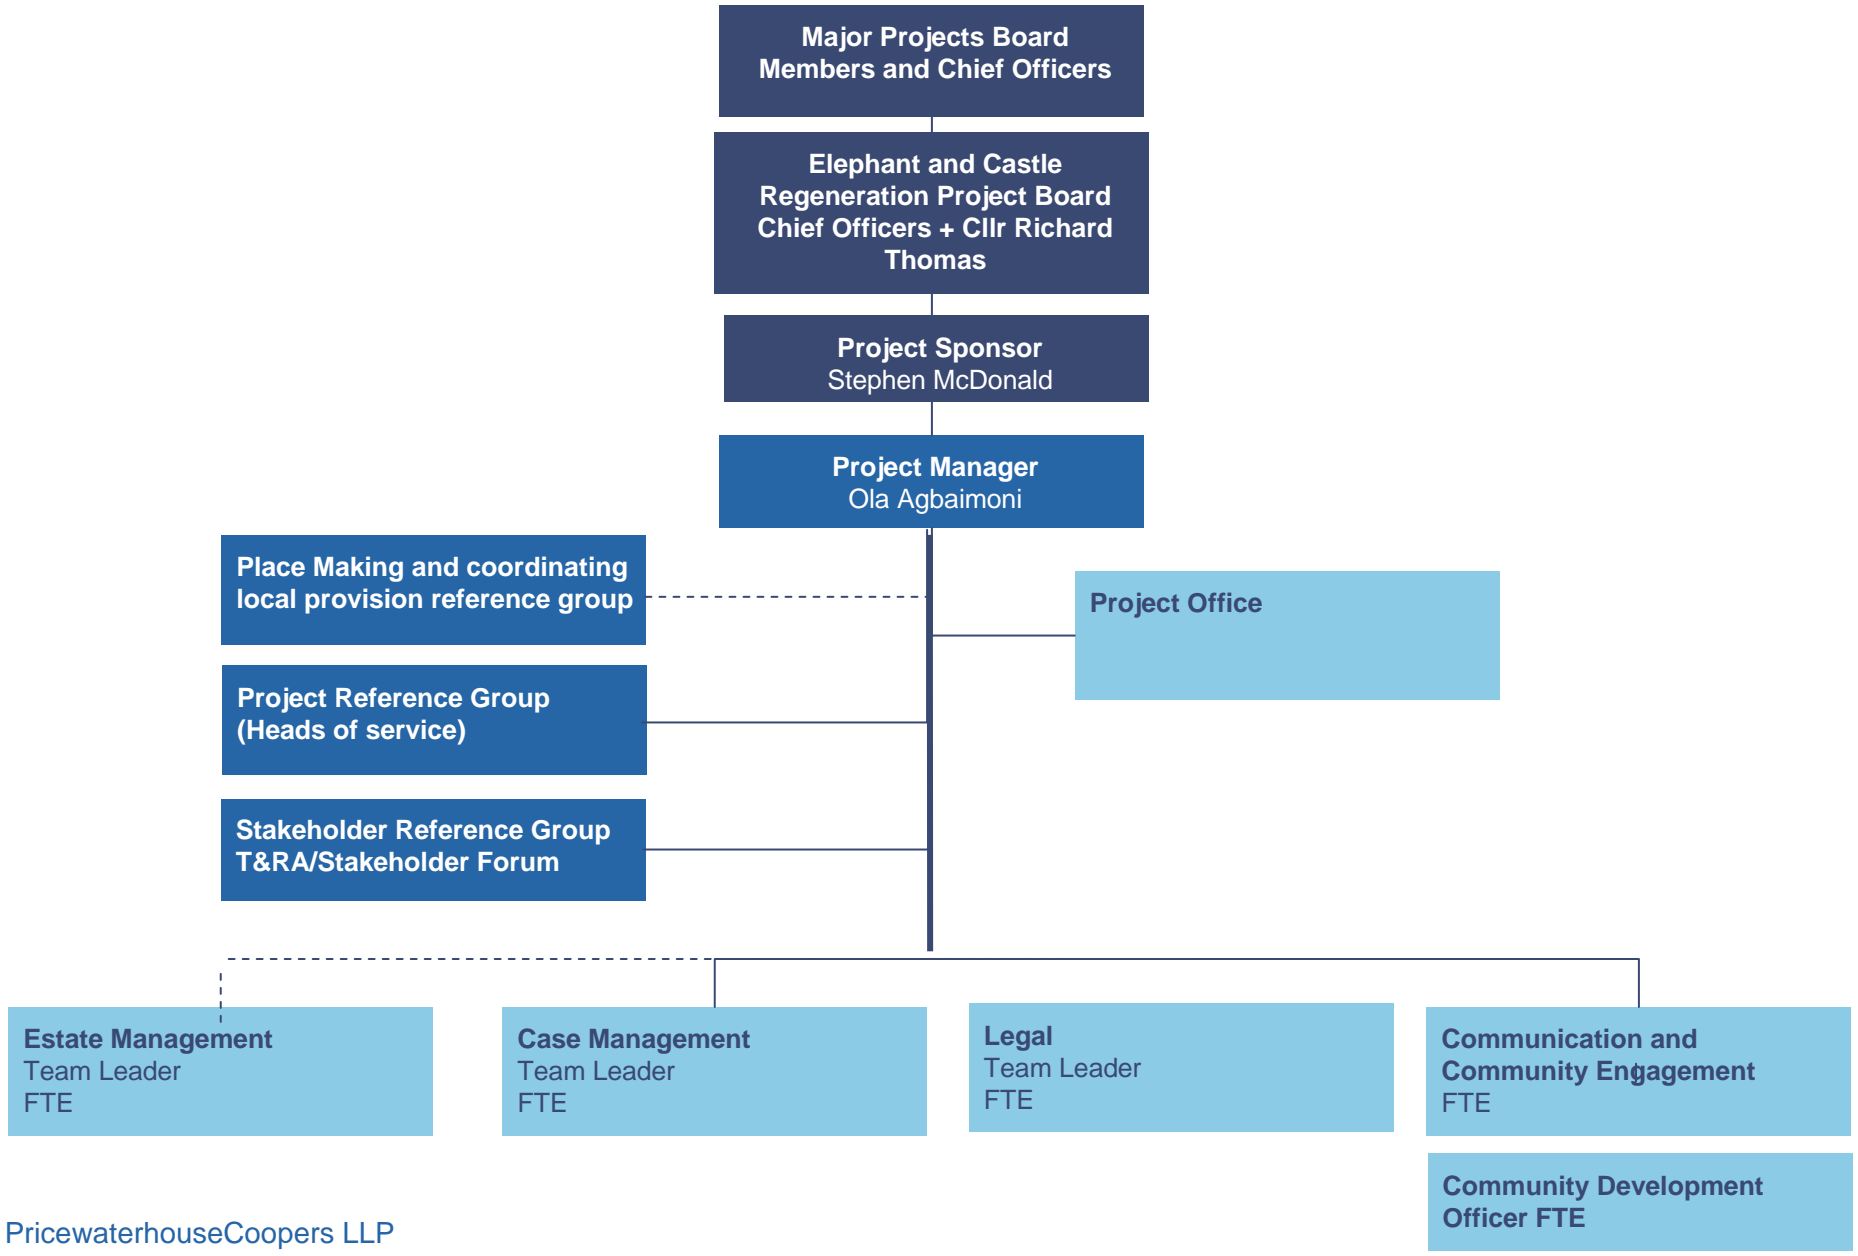 Major Projects Board
Members and Chief Officers
Elephant and Castle
Regeneration Project Board
Chief Officers + Cllr Richard
Thomas
Project Sponsor
Stephen McDonald
Project Manager
Ola Agbaimoni
Place Making and coordinating
local provision reference group
Project Office
Project Reference Group
(Heads of service)
Stakeholder Reference Group
T&RA/Stakeholder Forum
Estate Management
Team Leader
FTE
Case Management
Team Leader
FTE
Legal
Team Leader
FTE
Communication and
Community Engagement
FTE
Community Development
Officer FTE
PricewaterhouseCoopers LLP